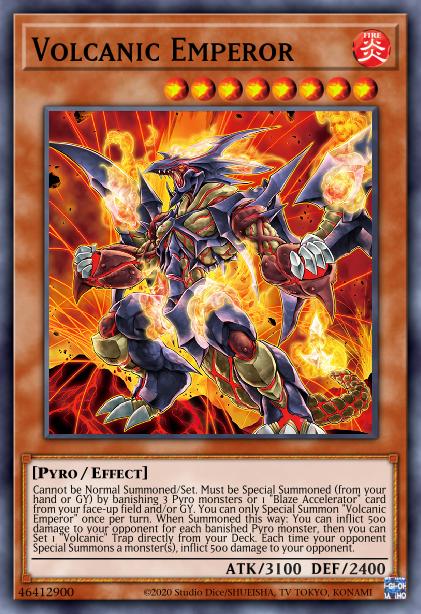 VOLCANIC EMPEROR
FIRE
炎
[PYRO / EFFECT]
Cannot be Normal Summoned/Set. Must be Special Summoned (from your
hand or GY) by banishing 3 Pyro monsters or 1 "Blaze Accelerator" card
from your face-up field and/or GY. You can only Special Summon "Volcanic
Emperor" once per turn. When Summoned this way: You can inflict 500
damage to your opponent for each banished Pyro monster, then you can
Set 1 "Volcanic" Trap directly from your Deck. Each time your opponent
Special Summons a monster(s), inflict 500 damage to your opponent.
ATK/3100 DEF/2400
46412900
©2020 Studio Dice/SHUEISHA, TV TOKYO, KONAMI